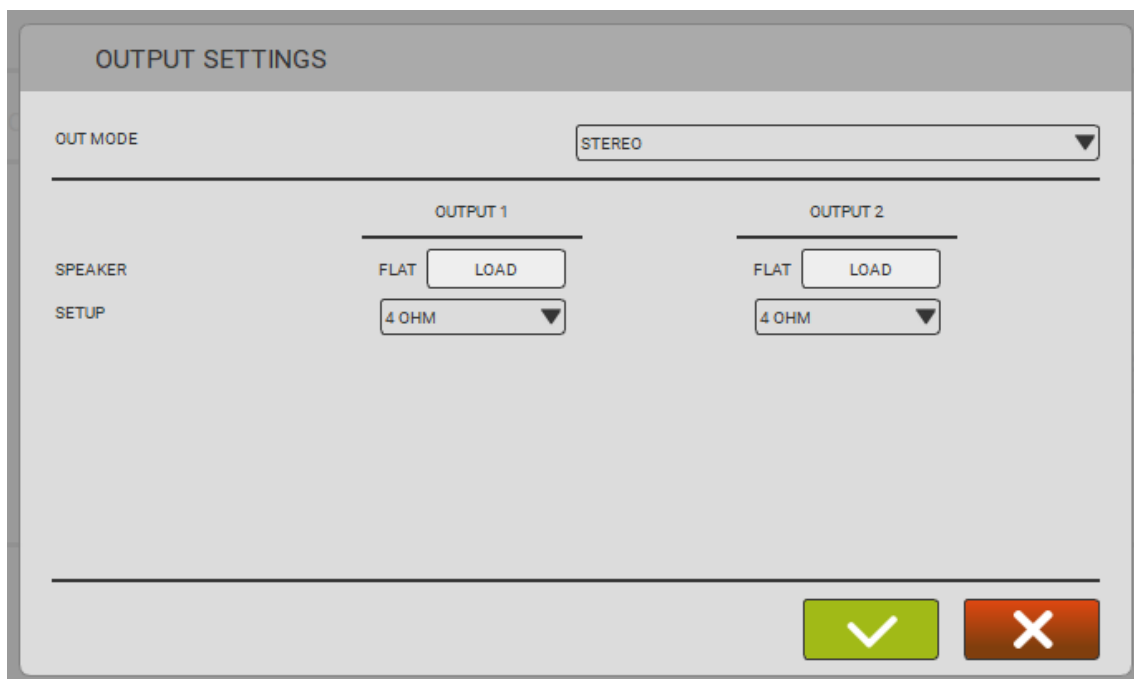 OUTPUT SETTINGS
OUT MODE
STEREO
OUTPUT 1
OUTPUT 2
SPEAKER
FLAT
LOAD
FLAT
LOAD
SETUP
4 OHM
4 OHM